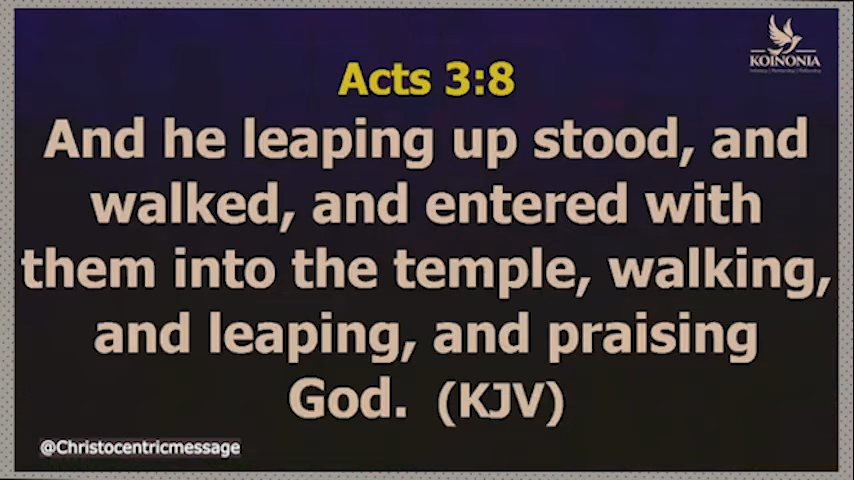 KOINONIA
Acts 3:8
And he leaping up stood, and
walked, and entered with
them into the temple, walking,
and leaping, and praising
God. (KJV)
@Christocentricmessage